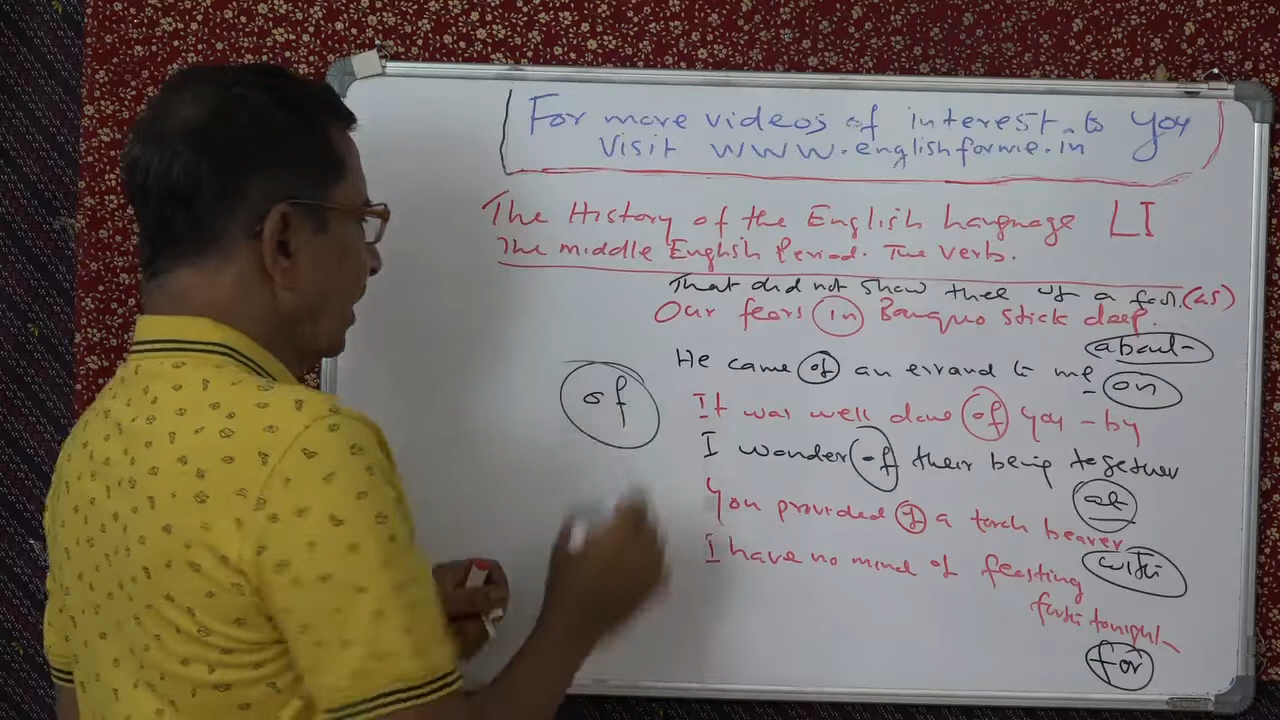 For more videos of interest to you
Visit www.englishforme.in
The History of the English Language LI
The middle English Period. The verb.
That did not show thee of a fool. (as)
Our fears in Banquo stick deep.
about
He came of an errand to me
on
of
It was well done of you - by
I wonder of their being together
at
You provided of a torch bearer
with
I have no mind of feasting
forth tonight
for